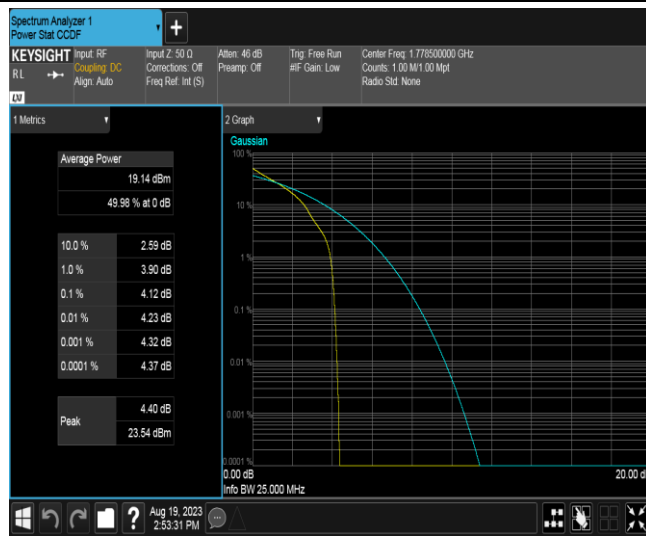 Spectrum Analyzer 1
Power Stat CCDF
+
KEYSIGHT
RL
LXI
Input: RF
Coupling: DC
Align: Auto
Input Z: 50 Ω
Corrections: Off
Freq Ref: Int (S)
Atten: 46 dB
Preamp: Off
Trig: Free Run
#IF Gain: Low
Center Freq: 1.778500000 GHz
Counts: 1.00 M/1.00 Mpt
Radio Std: None
1 Metrics
Average Power
19.14 dBm
49.98 % at 0 dB
10.0 % 2.59 dB
1.0 % 3.90 dB
0.1 % 4.12 dB
0.01 % 4.23 dB
0.001 % 4.32 dB
0.0001 % 4.37 dB
Peak
4.40 dB
23.54 dBm
2 Graph
Gaussian
100 %
10 %
1 %
0.1 %
0.01 %
0.001 %
0.0001 %
0.00 dB
20.00 d
Info BW 25.000 MHz
?
Aug 19, 2023
2:53:31 PM